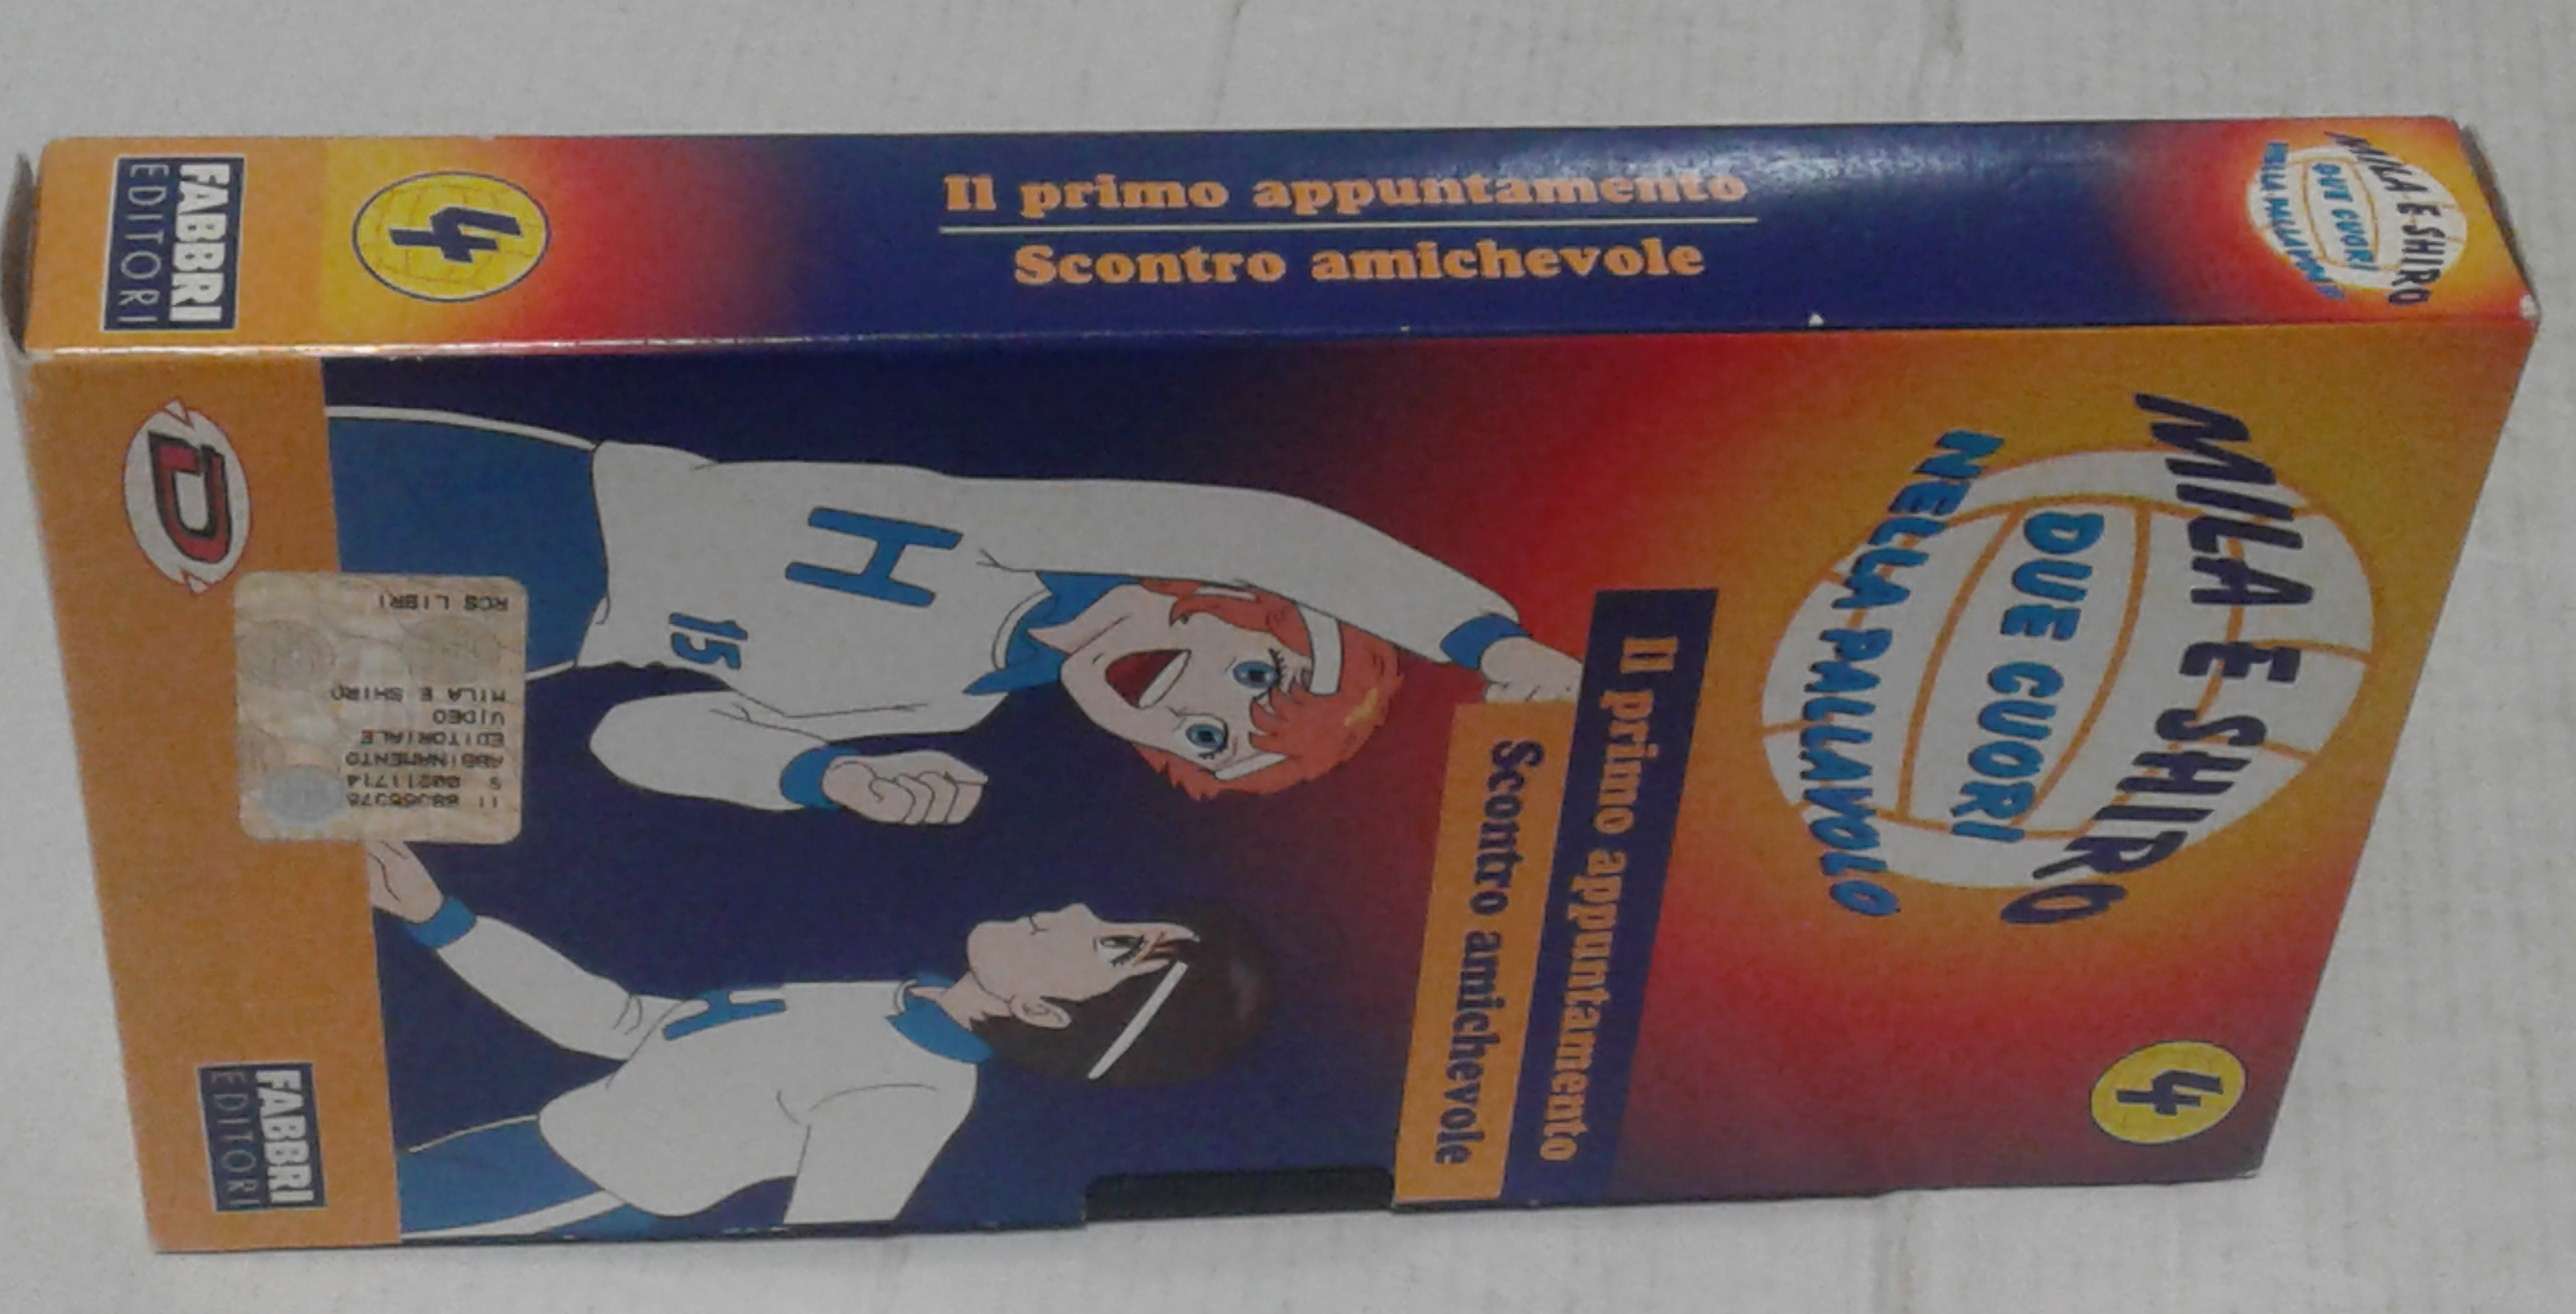 FABBRI
EDITORI
4
Il primo appuntamento
Scontro amichevole
MILA E SHIRO
DUE CUORI
NELLA PALLAVOLO
MILA E SHIRO
DUE CUORI
NELLA PALLAVOLO
4
Il primo appuntamento
Scontro amichevole
H
15
H
D
RCS LIBRI
MILA E SHIRO
VIDEO
EDITORIALE
ABBINAMENTO
FABBRI
EDITORI